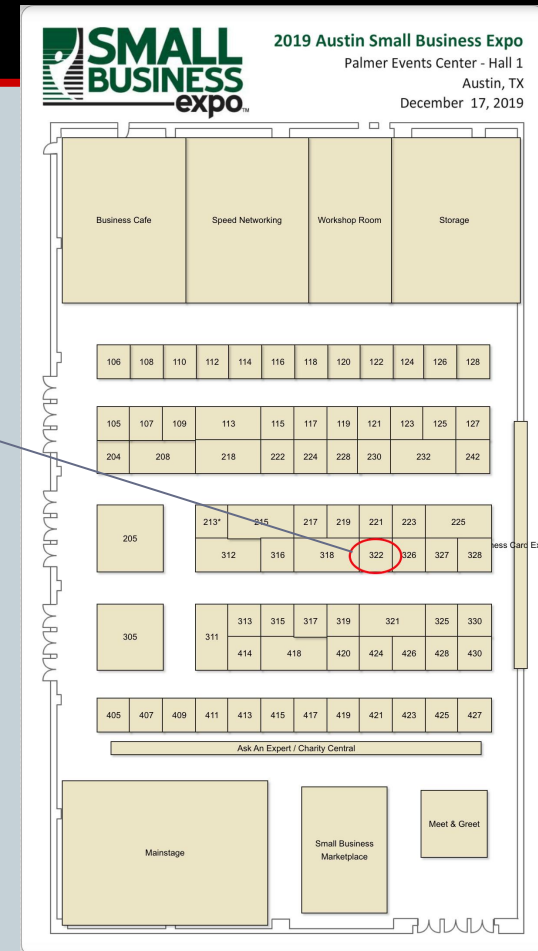 SMALL
BUSINESS
expo™
2019 Austin Small Business Expo
Palmer Events Center - Hall 1
Austin, TX
December 17, 2019
Business Cafe
Speed Networking
Workshop Room
Storage
106 108 110 112 114 116 118 120 122 124 126 128
105 107 109 113 115 117 119 121 123 125 127
204 208 218 222 224 228 230 232 242
205
213* 215 217 219 221 223 225
312 316 318 322 326 327 328
ness Card Ex
305
311
313 315 317 319 321 325 330
414 418 420 424 426 428 430
405 407 409 411 413 415 417 419 421 423 425 427
Ask An Expert / Charity Central
Mainstage
Small Business
Marketplace
Meet & Greet